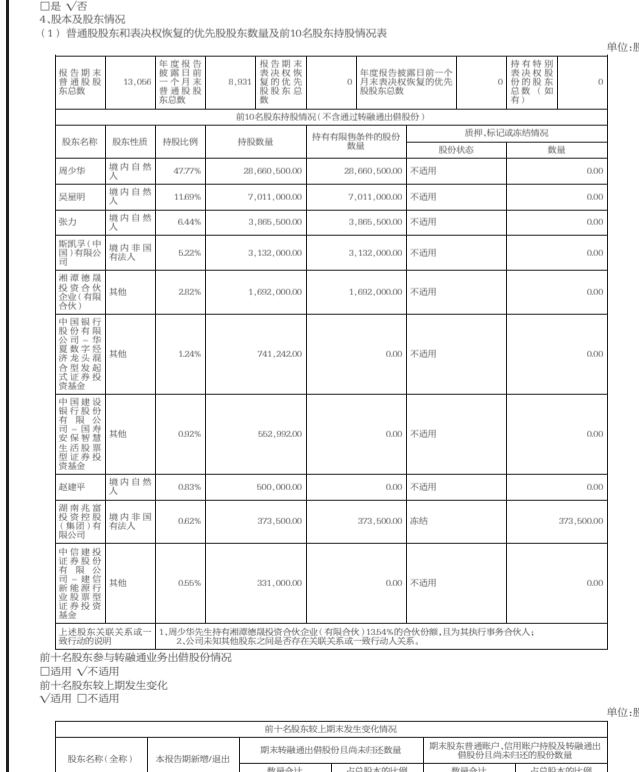 □是 √否
4、股本及股东情况
（1）普通股股东和表决权恢复的优先股股东数量及前10名股东持股情况表
单位:股
报告期末普通股股东总数 13,056 年度报告披露日前一个月末普通股股东总数 8,931 报告期末表决权恢复的优先股股东总数 0 年度报告披露日前一个月末表决权恢复的优先股股东总数 0 持有特别表决权股份的股东总数（如有） 0
前10名股东持股情况(不含通过转融通出借股份)
股东名称 股东性质 持股比例 持股数量 持有有限售条件的股份数量 质押、标记或冻结情况
股份状态 数量
周少华 境内自然人 47.77% 28,660,500.00 28,660,500.00 不适用 0.00
吴星明 境内自然人 11.69% 7,011,000.00 7,011,000.00 不适用 0.00
张力 境内自然人 6.44% 3,865,500.00 3,865,500.00 不适用 0.00
斯凯孚(中国)有限公司 境内非国有法人 5.22% 3,132,000.00 3,132,000.00 不适用 0.00
湘潭德晟投资合伙企业(有限合伙) 其他 2.82% 1,692,000.00 1,692,000.00 不适用 0.00
中国银行股份有限公司－华夏数字经济龙头混合型发起式证券投资基金 其他 1.24% 741,242.00 0.00 不适用 0.00
中国建设银行股份有限公司－国寿安保智慧生活股票型证券投资基金 其他 0.92% 552,992.00 0.00 不适用 0.00
赵建平 境内自然人 0.83% 500,000.00 0.00 不适用 0.00
湖南兆富投资控股(集团)有限公司 境内非国有法人 0.62% 373,500.00 373,500.00 冻结 373,500.00
中信建投证券股份有限公司－建信新能源行业股票型证券投资基金 其他 0.55% 331,000.00 0.00 不适用 0.00
上述股东关联关系或一致行动的说明 1、周少华先生持有湘潭德晟投资合伙企业(有限合伙)13.54%的合伙份额,且为其执行事务合伙人;
2、公司未知其他股东之间是否存在关联关系或一致行动人关系。
前十名股东参与转融通业务出借股份情况
□适用 √不适用
前十名股东较上期发生变化
√适用 □不适用
单位:股
前十名股东较上期末发生变化情况
股东名称(全称) 本报告期新增/退出 期末转融通出借股份且尚未归还数量 期末股东普通账户、信用账户持股及转融通出借股份且尚未归还的股份数量
数量合计 占总股本的比例 数量合计 占总股本的比例